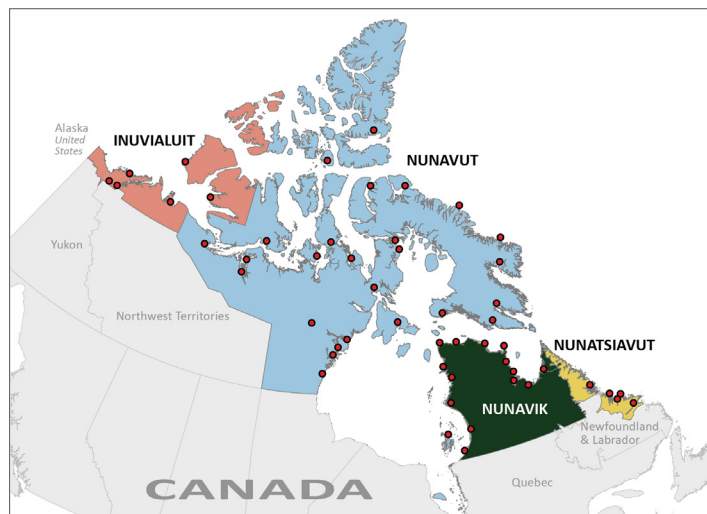 Alaska
United
States
INUVIALUIT
NUNAVUT
Yukon
Northwest Territories
NUNATSIAVUT
NUNAVIK
Newfoundland
& Labrador
Quebec
CANADA